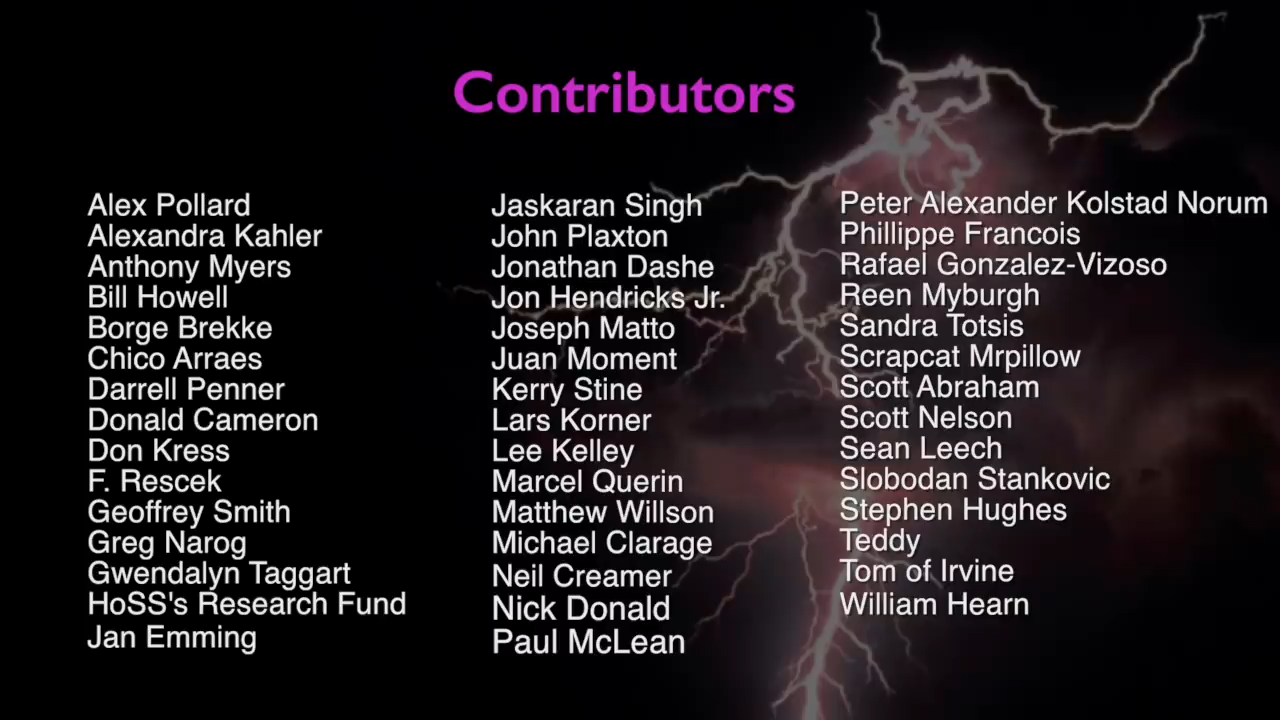 Contributors
Alex Pollard
Alexandra Kahler
Anthony Myers
Bill Howell
Borge Brekke
Chico Arraes
Darrell Penner
Donald Cameron
Don Kress
F. Rescek
Geoffrey Smith
Greg Narog
Gwendalyn Taggart
HoSS's Research Fund
Jan Emming
Jaskaran Singh
John Plaxton
Jonathan Dashe
Jon Hendricks Jr.
Joseph Matto
Juan Moment
Kerry Stine
Lars Korner
Lee Kelley
Marcel Querin
Matthew Willson
Michael Clarage
Neil Creamer
Nick Donald
Paul McLean
Peter Alexander Kolstad Norum
Phillippe Francois
Rafael Gonzalez-Vizoso
Reen Myburgh
Sandra Totsis
Scrapcat Mrpillow
Scott Abraham
Scott Nelson
Sean Leech
Slobodan Stankovic
Stephen Hughes
Teddy
Tom of Irvine
William Hearn